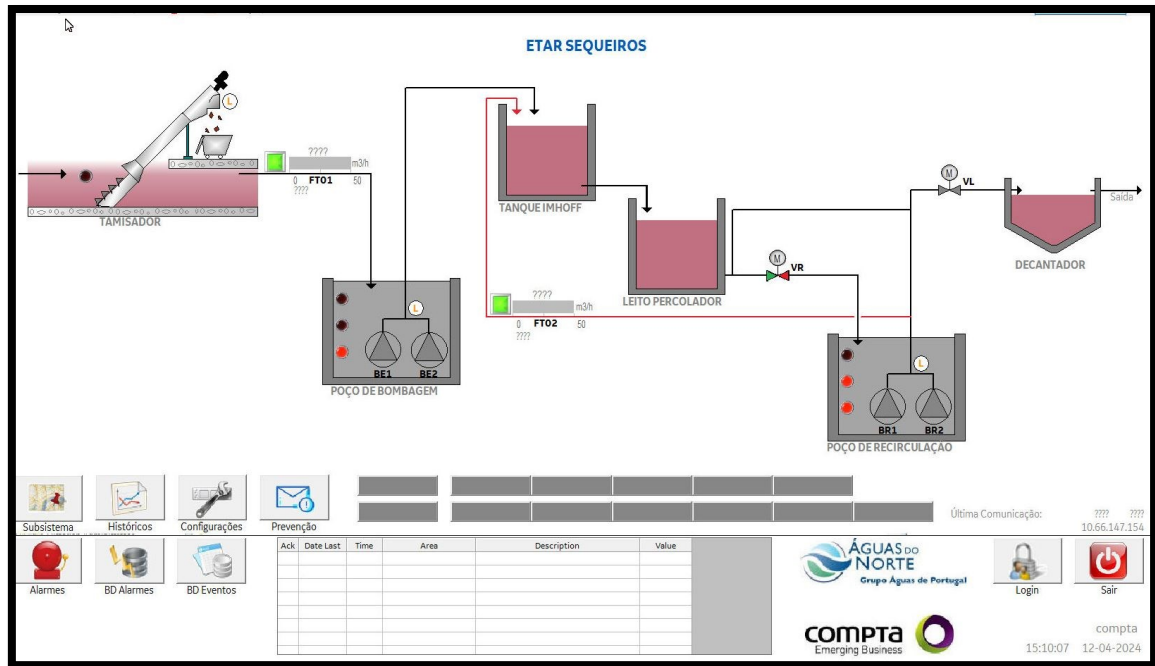 ETAR SEQUEIROS
L
TAMISADOR
????
m3/h
0 FT01 50
????
TANQUE IMHOFF
LEITO PERCOLADOR
M
VR
M
VL
Saída
DECANTADOR
????
m3/h
0 FT02 50
????
L
BE1 BE2
POÇO DE BOMBAGEM
L
BR1 BR2
POÇO DE RECIRCULAÇAO
Subsistema
Históricos
Configurações
Prevenção
Última Comunicação: ???? ????
10.66.147.154
Alarmes
BD Alarmes
BD Eventos
Ack Date Last Time Area Description Value
ÁGUAS DO
NORTE
Grupo Águas de Portugal
compta
Emerging Business
Login
Sair
compta
15:10:07 12-04-2024